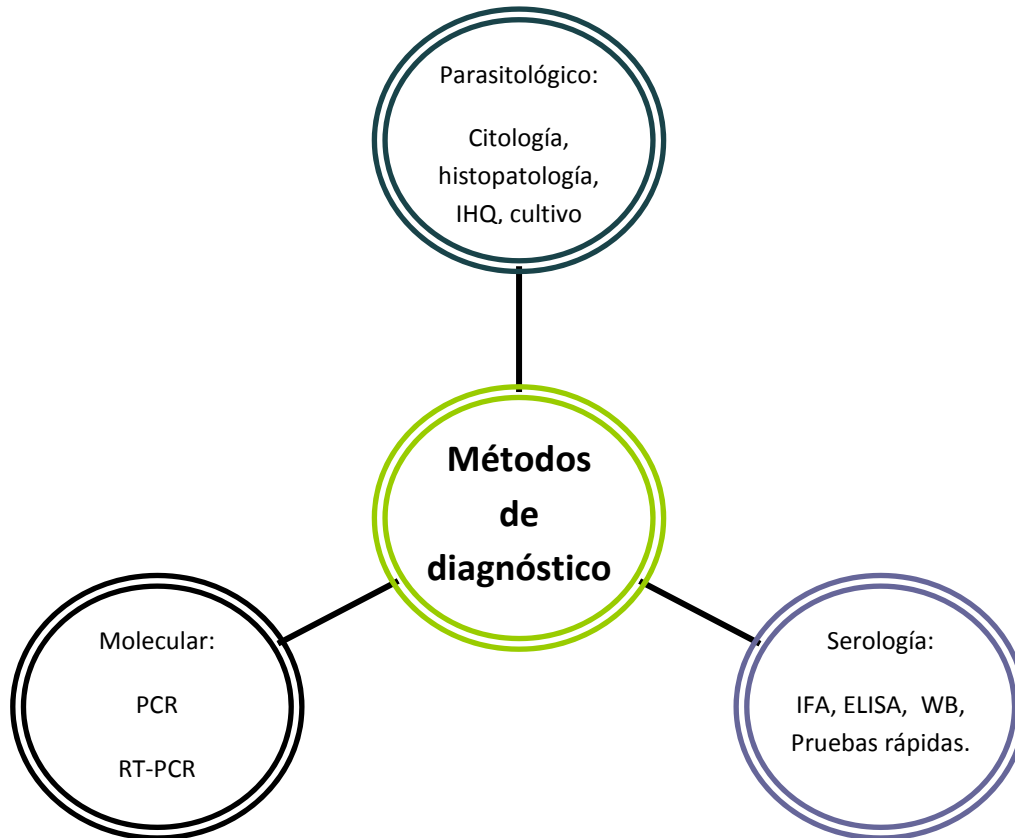 Parasitológico:
Citología,
histopatología,
IHQ, cultivo
Métodos
de
diagnóstico
Molecular:
PCR
RT-PCR
Serología:
IFA, ELISA, WB,
Pruebas rápidas.